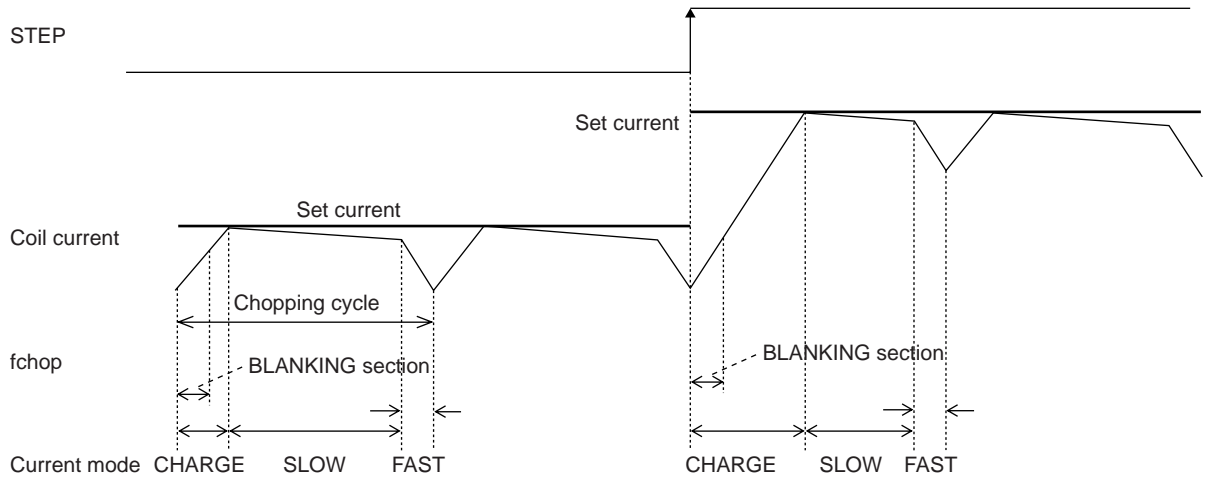 STEP
Set current
Set current
Coil current
Chopping cycle
fchop
BLANKING section
BLANKING section
Current mode CHARGE SLOW FAST CHARGE SLOW FAST